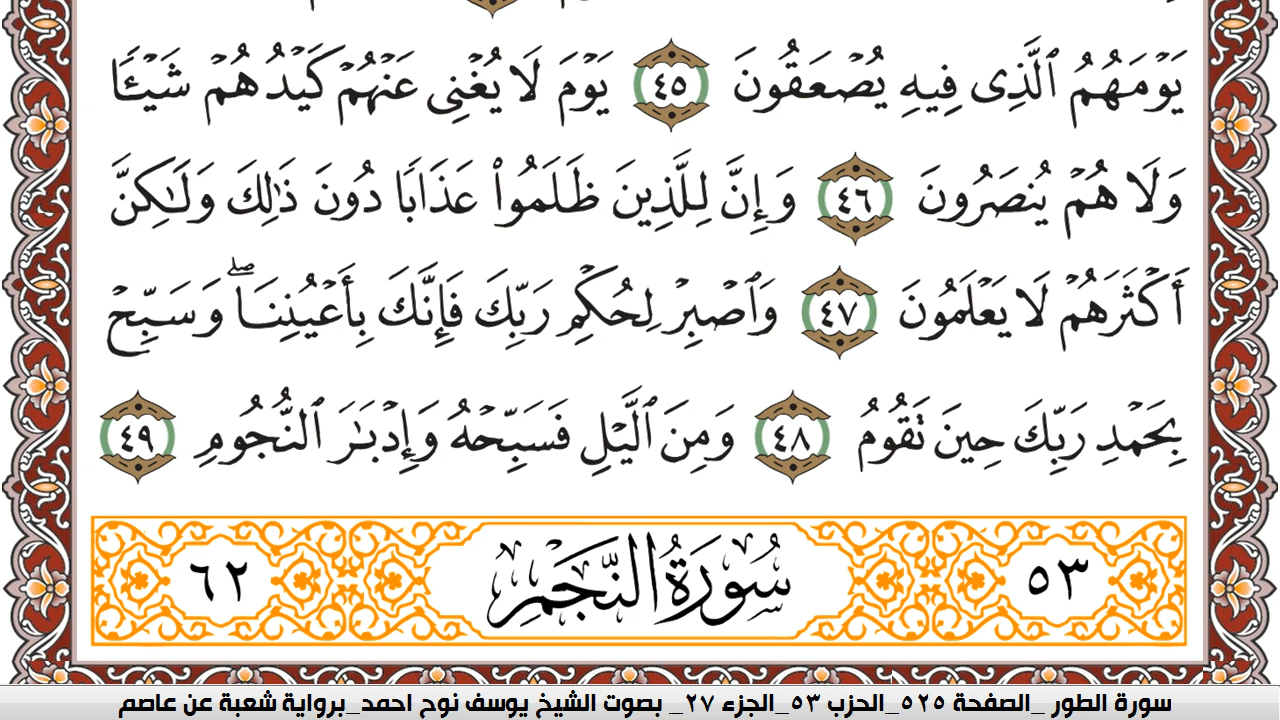 يَوْمَهُمُ ٱلَّذِى فِيهِ يُصْعَقُونَ ٤٥ يَوْمَ لَا يُغْنِى عَنْهُمْ كَيْدُهُمْ شَيْـًٔا
وَلَا هُمْ يُنصَرُونَ ٤٦ وَإِنَّ لِلَّذِينَ ظَلَمُوا۟ عَذَابًا دُونَ ذَٰلِكَ وَلَـٰكِنَّ
أَكْثَرَهُمْ لَا يَعْلَمُونَ ٤٧ وَٱصْبِرْ لِحُكْمِ رَبِّكَ فَإِنَّكَ بِأَعْيُنِنَا ۖ وَسَبِّحْ
بِحَمْدِ رَبِّكَ حِينَ تَقُومُ ٤٨ وَمِنَ ٱلَّيْلِ فَسَبِّحْهُ وَإِدْبَـٰرَ ٱلنُّجُومِ ٤٩
٥٣ سُورَةُ النَّجْمِ ٦٢
سورة الطور _الصفحة ٥٢٥_الحزب ٥٣_الجزء ٢٧_ بصوت الشيخ يوسف نوح احمد_برواية شعبة عن عاصم